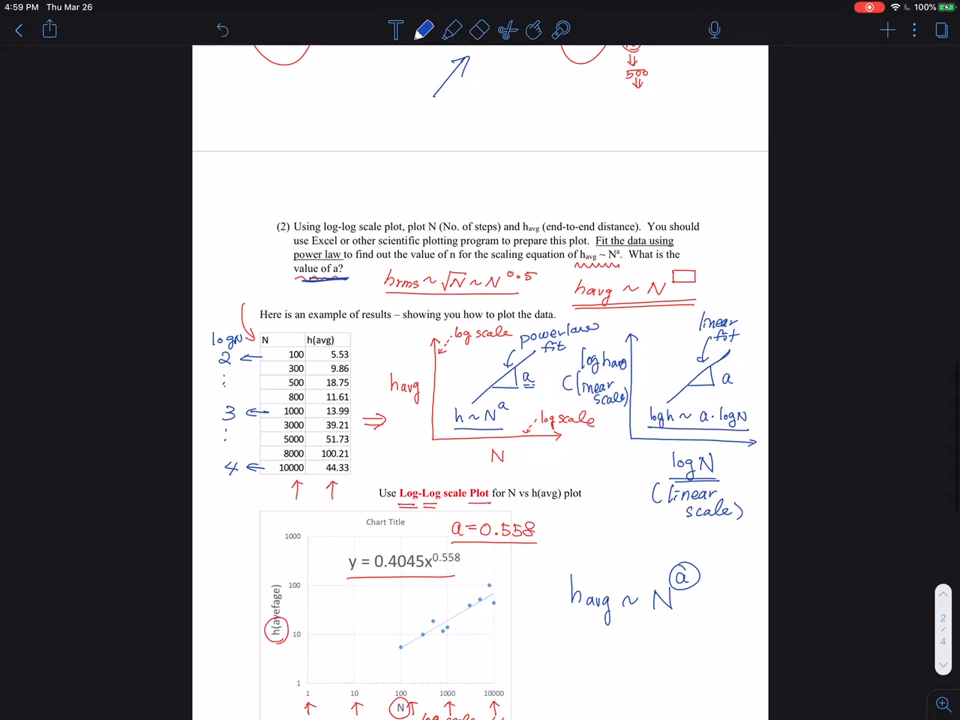 4:59 PM Thu Mar 26
100%
500
(2) Using log-log scale plot, plot N (No. of steps) and havg (end-to-end distance). You should
use Excel or other scientific plotting program to prepare this plot. Fit the data using
power law to find out the value of n for the scaling equation of havg ~ Na. What is the
value of a?
hrms ~ √N ~ N0.5
havg ~ N
Here is an example of results – showing you how to plot the data.
logN
N h(avg)
2 100 5.53
300 9.86
500 18.75
800 11.61
3 1000 13.99
3000 39.21
5000 51.73
8000 100.21
4 10000 44.33
log scale
power law
fit
havg
a
h ~ Na
log scale
N
linear
fit
log havg
(linear
scale)
a
logh ~ a·logN
logN
(linear
scale)
Use Log-Log scale Plot for N vs h(avg) plot
Chart Title
a = 0.558
y = 0.4045x0.558
1000
100
10
1
h(avefage)
1 10 100 1000 10000
N
havg ~ Na
2
/
4